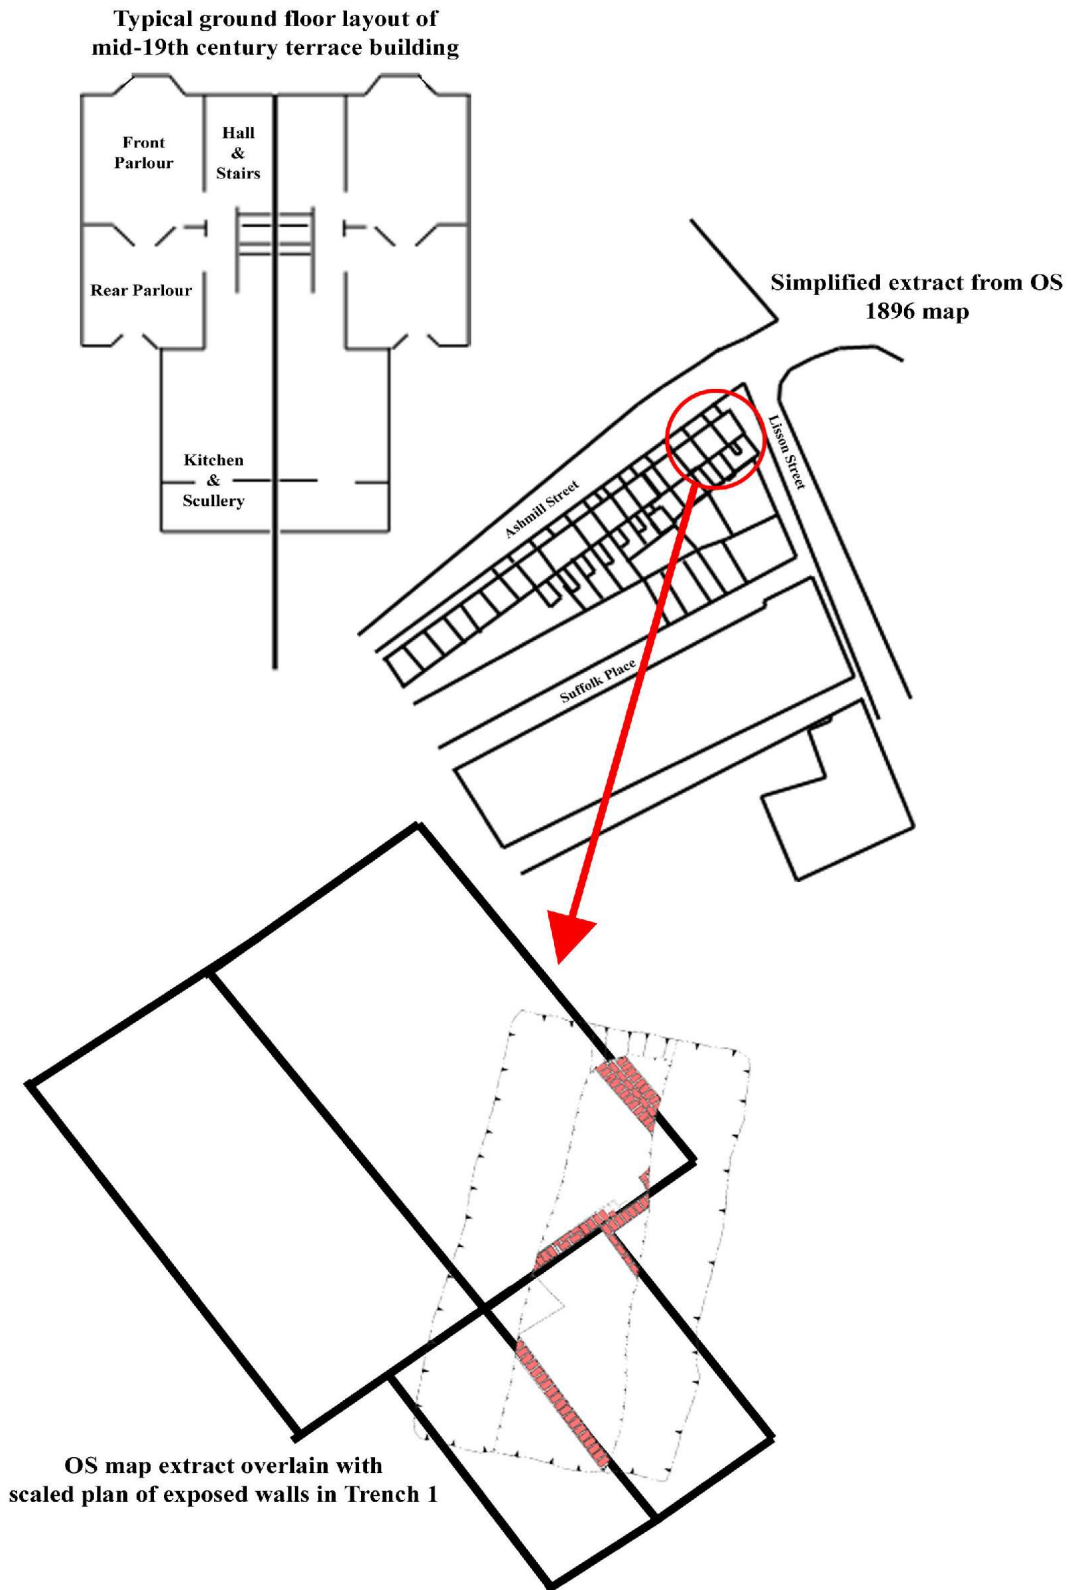 Typical ground floor layout of
mid-19th century terrace building
Front
Parlour
Hall
&
Stairs
Rear Parlour
Kitchen
&
Scullery
Simplified extract from OS
1896 map
Lisson Street
Ashmill Street
Suffolk Place
OS map extract overlain with
scaled plan of exposed walls in Trench 1